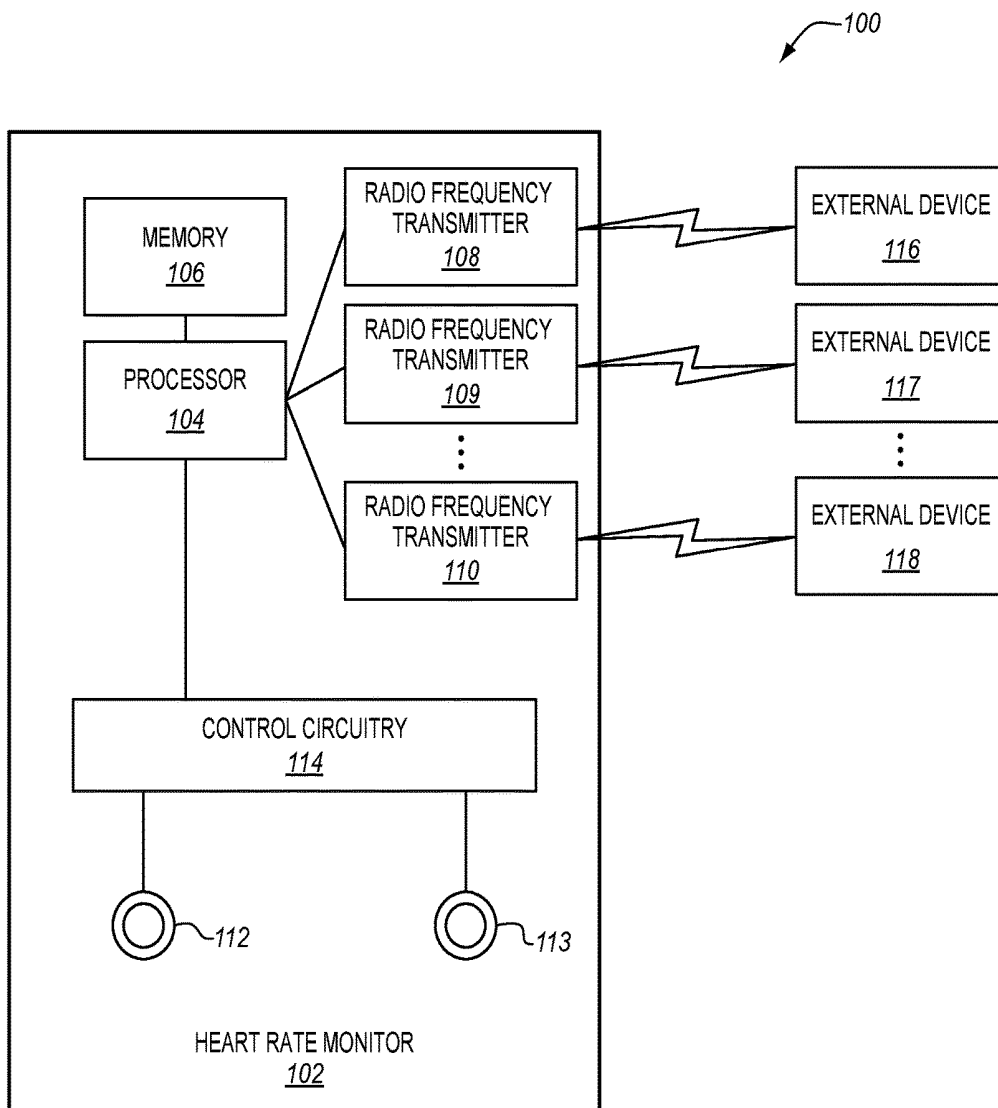 100
RADIO FREQUENCY
TRANSMITTER
108
EXTERNAL DEVICE
116
MEMORY
106
RADIO FREQUENCY
TRANSMITTER
109
EXTERNAL DEVICE
117
PROCESSOR
104
RADIO FREQUENCY
TRANSMITTER
110
EXTERNAL DEVICE
118
CONTROL CIRCUITRY
114
112
113
HEART RATE MONITOR
102